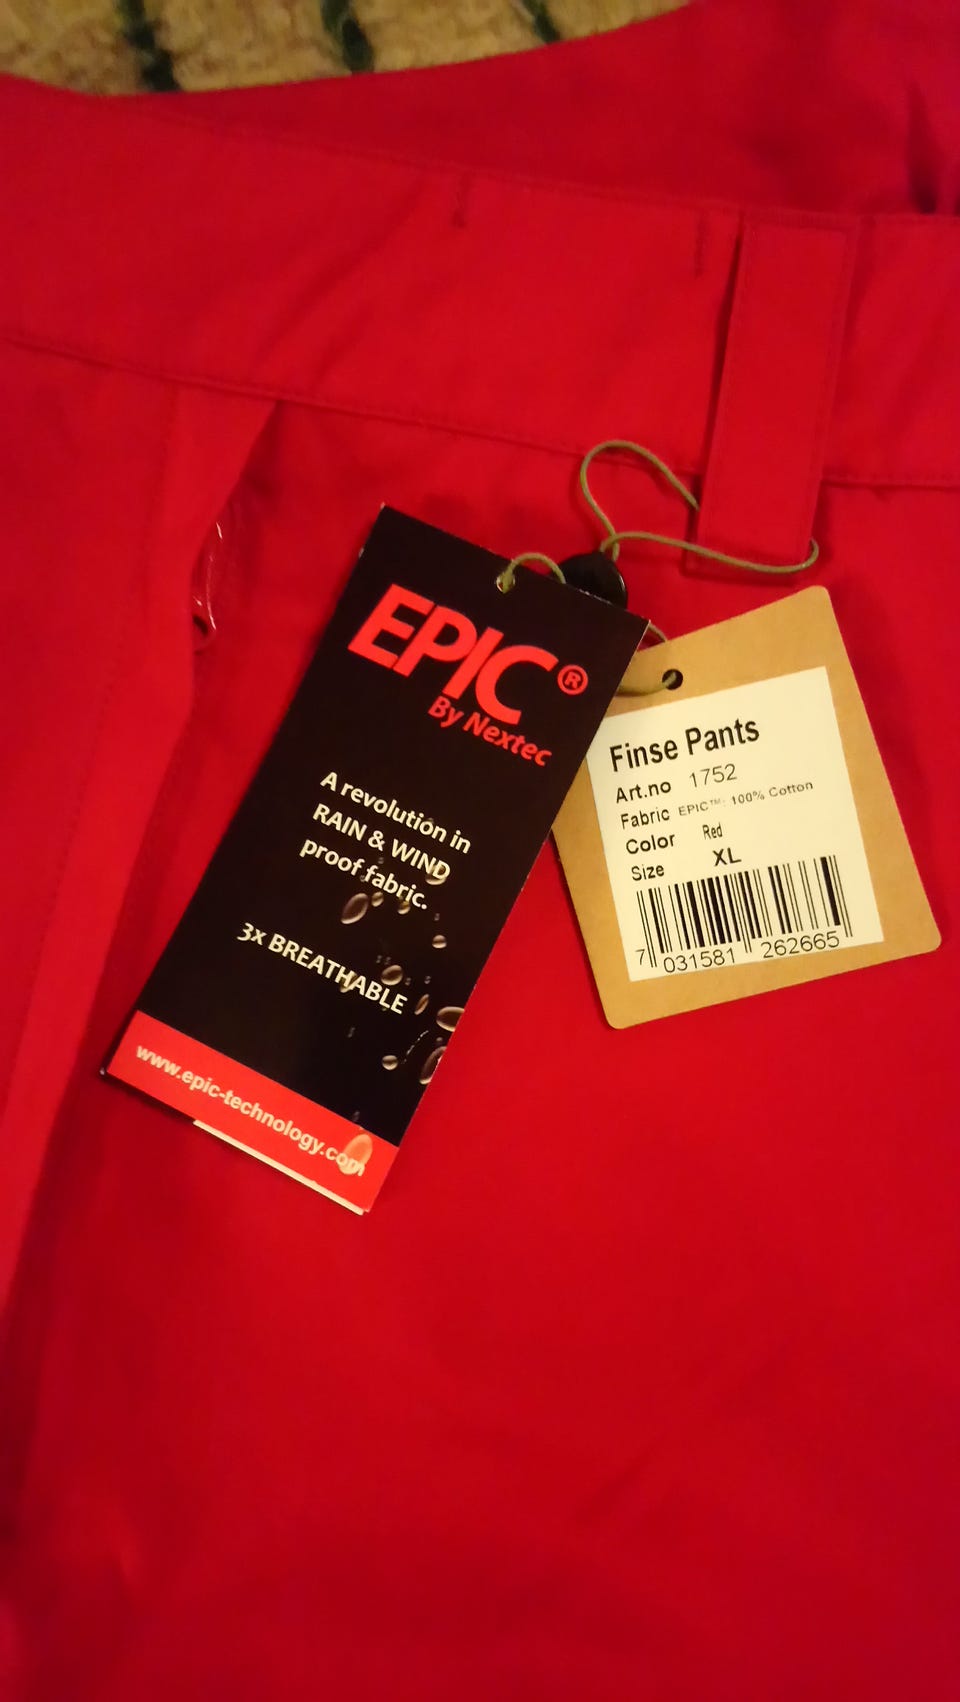 EPIC®
By Nextec
A revolution in
RAIN & WIND
proof fabric.
3x BREATHABLE
www.epic-technology.com
Finse Pants
Art.no 1752
Fabric EPIC™: 100% Cotton
Color Red
Size XL
7 031581 262665